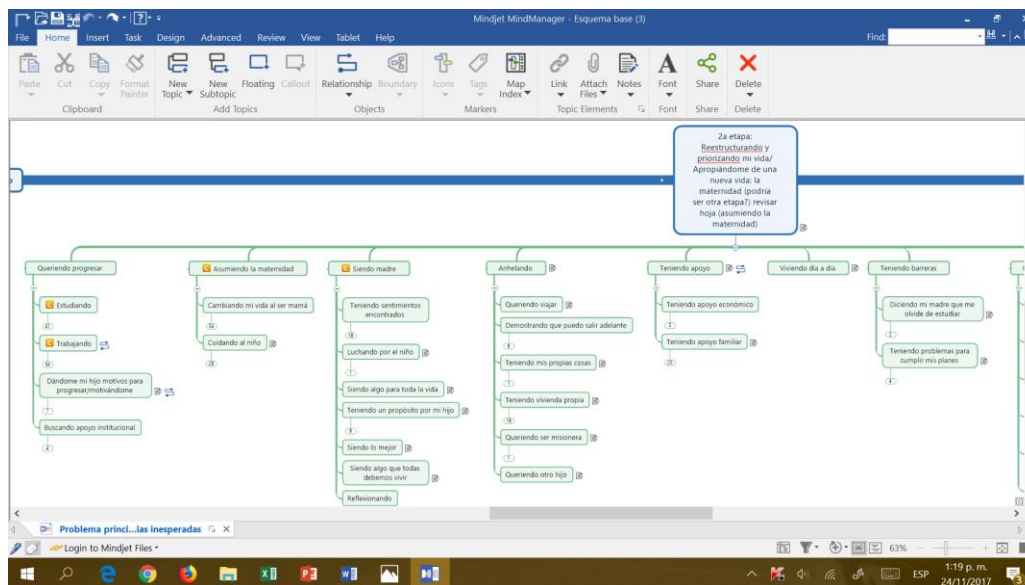 Mindjet MindManager - Esquema base (3)
File Home Insert Task Design Advanced Review View Tablet Help Find:
Paste Cut Copy Format Painter New Topic New Subtopic Floating Callout Relationship Boundary Icons Tags Map Index Link Attach Files Notes Font Share Delete
Clipboard Add Topics Objects Markers Topic Elements Font Share Delete
2a etapa:
Reestructurando y
priorizando mi vida/
Apropiándome de una
nueva vida: la
maternidad (podría
ser otra etapa?) revisar
hoja (asumiendo la
maternidad)
Queriendo progresar
Estudiando
Trabajando
Dándome mi hijo motivos para
progresar/motivándome
Buscando apoyo institucional
Asumiendo la maternidad
Cambiando mi vida al ser mamá
Cuidando al niño
Siendo madre
Teniendo sentimientos
encontrados
Luchando por el niño
Siendo algo para toda la vida
Teniendo un propósito por mi hijo
Siendo lo mejor
Siendo algo que todas
debemos vivir
Reflexionando
Anhelando
Queriendo viajar
Demostrando que puedo salir adelante
Teniendo mis propias cosas
Teniendo vivienda propia
Queriendo ser misionera
Queriendo otro hijo
Teniendo apoyo
Teniendo apoyo económico
Teniendo apoyo familiar
Viviendo día a día
Teniendo barreras
Diciendo mi madre que me
olvide de estudiar
Teniendo problemas para
cumplir mis planes
Problema princi...ias inesperadas
Login to Mindjet Files
63%
ESP
1:19 p. m.
24/11/2017